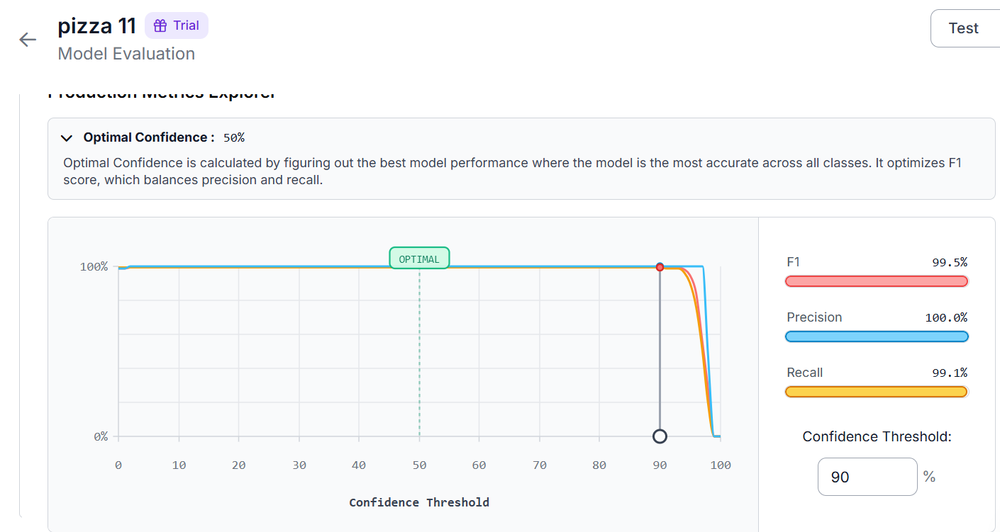 pizza 11
Trial
Test
Model Evaluation
Production Metrics Explorer
Optimal Confidence : 50%
Optimal Confidence is calculated by figuring out the best model performance where the model is the most accurate across all classes. It optimizes F1
score, which balances precision and recall.
OPTIMAL
100%
0%
0 10 20 30 40 50 60 70 80 90 100
Confidence Threshold
F1 99.5%
Precision 100.0%
Recall 99.1%
Confidence Threshold:
90 %